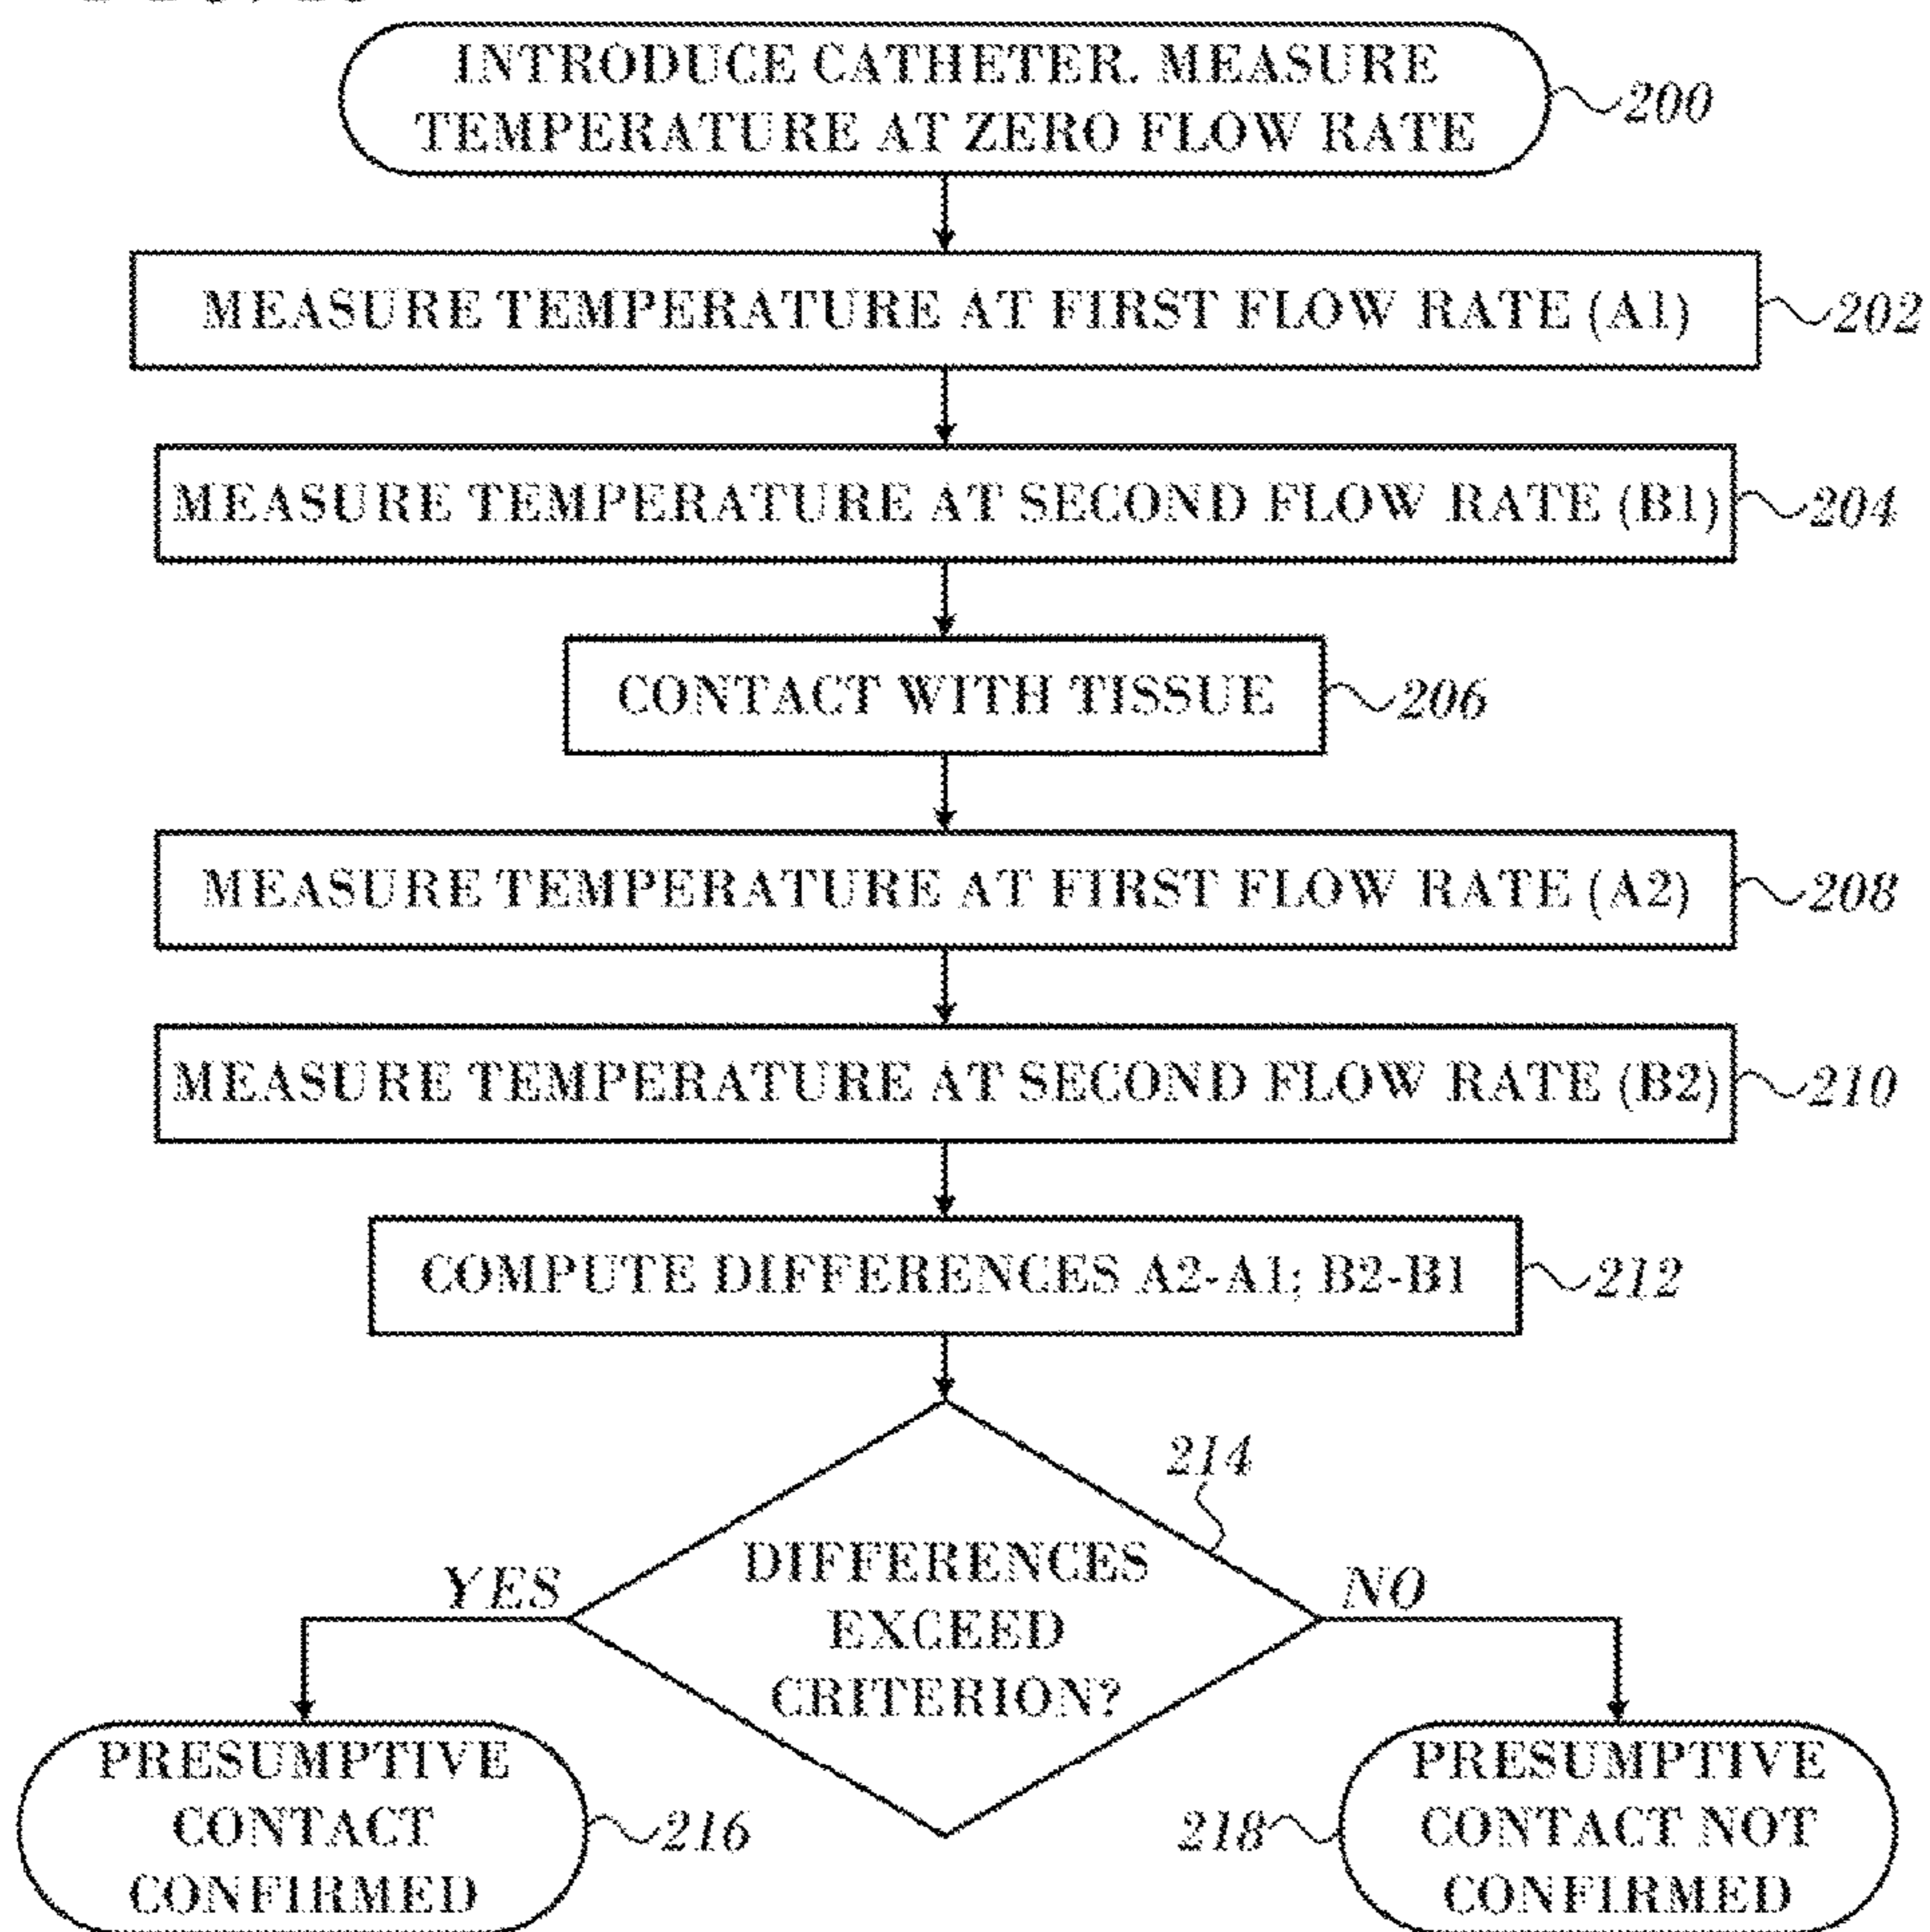 INTRODUCE CATHETER. MEASURE
TEMPERATURE AT ZERO FLOW RATE
200
MEASURE TEMPERATURE AT FIRST FLOW RATE (A1)
202
MEASURE TEMPERATURE AT SECOND FLOW RATE (B1)
204
CONTACT WITH TISSUE
206
MEASURE TEMPERATURE AT FIRST FLOW RATE (A2)
208
MEASURE TEMPERATURE AT SECOND FLOW RATE (B2)
210
COMPUTE DIFFERENCES A2-A1; B2-B1
212
214
DIFFERENCES
EXCEED
CRITERION?
YES
NO
PRESUMPTIVE
CONTACT
CONFIRMED
216
218
PRESUMPTIVE
CONTACT NOT
CONFIRMED